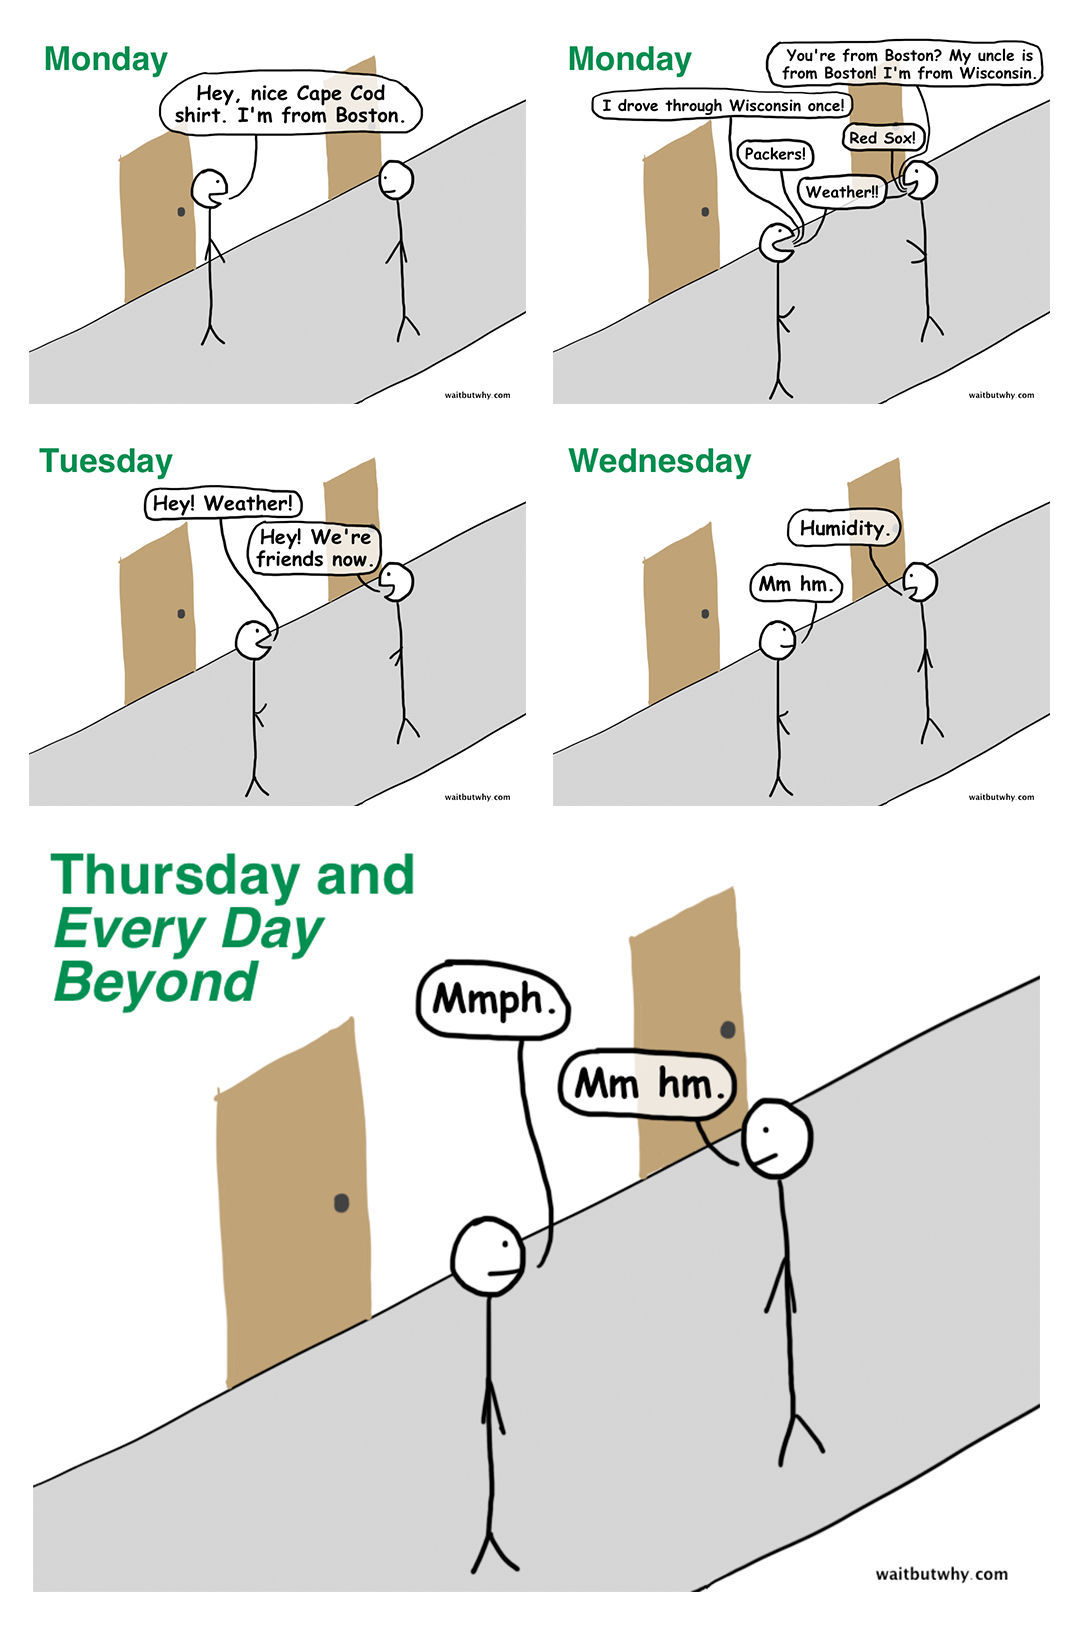 Monday
Hey, nice Cape Cod
shirt. I'm from Boston.
waitbutwhy.com
Monday
You're from Boston? My uncle is
from Boston! I'm from Wisconsin.
I drove through Wisconsin once!
Red Sox!
Packers!
Weather!!
waitbutwhy.com
Tuesday
Hey! Weather!
Hey! We're
friends now.
waitbutwhy.com
Wednesday
Humidity.
Mm hm.
waitbutwhy.com
Thursday and
Every Day
Beyond
Mmph.
Mm hm.
waitbutwhy.com